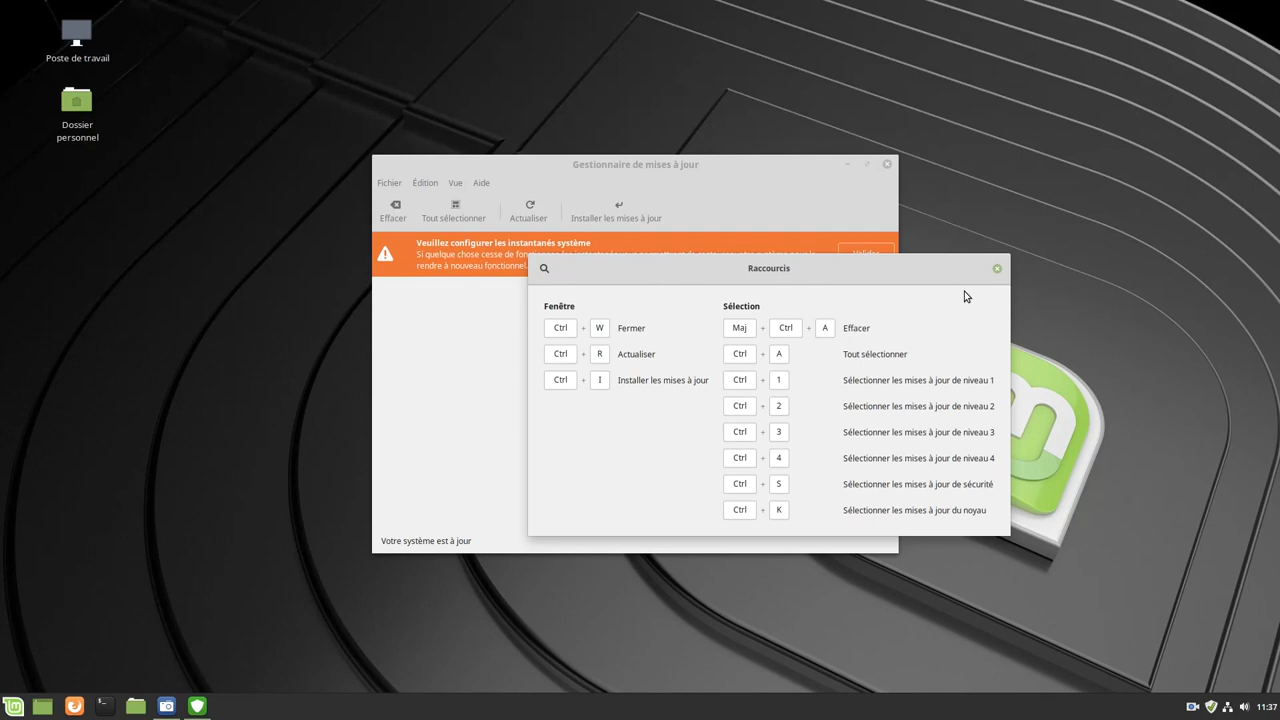 Poste de travail
Dossier
personnel
Gestionnaire de mises à jour
Fichier Édition Vue Aide
Effacer Tout sélectionner Actualiser Installer les mises à jour
Veuillez configurer les instantanés système
Si quelque chose cesse de
rendre à nouveau fonctionnel.
Valider
Raccourcis
Fenêtre
Ctrl + W Fermer
Ctrl + R Actualiser
Ctrl + I Installer les mises à jour
Sélection
Maj + Ctrl + A Effacer
Ctrl + A Tout sélectionner
Ctrl + 1 Sélectionner les mises à jour de niveau 1
Ctrl + 2 Sélectionner les mises à jour de niveau 2
Ctrl + 3 Sélectionner les mises à jour de niveau 3
Ctrl + 4 Sélectionner les mises à jour de niveau 4
Ctrl + S Sélectionner les mises à jour de sécurité
Ctrl + K Sélectionner les mises à jour du noyau
Votre système est à jour
11:37